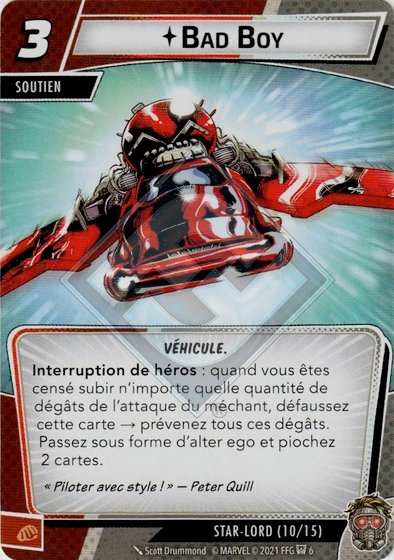 3
BAD BOY
SOUTIEN
VÉHICULE.
Interruption de héros : quand vous êtes
censé subir n'importe quelle quantité de
dégâts de l'attaque du méchant, défaussez
cette carte → prévenez tous ces dégâts.
Passez sous forme d'alter ego et piochez
2 cartes.
« Piloter avec style ! » — Peter Quill
STAR-LORD (10/15)
Scott Drummond © MARVEL © 2021 FFG 6